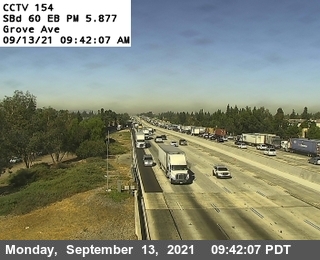 CCTV 154
SBd 60 EB PM 5.877
Grove Ave
09/13/21 09:42:07 AM
Monday, September 13, 2021 09:42:07 PDT